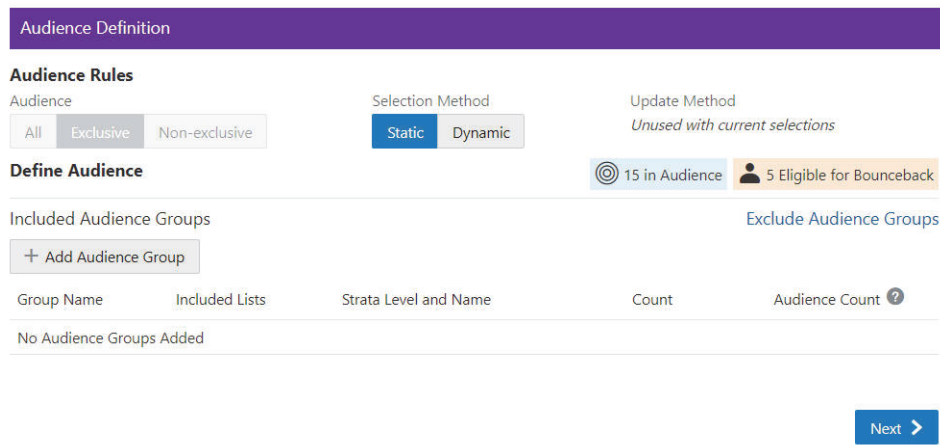 Audience Definition
Audience Rules
Audience
Selection Method
Update Method
All
Exclusive
Non-exclusive
Static
Dynamic
Unused with current selections
Define Audience
15 in Audience
5 Eligible for Bounceback
Included Audience Groups
Exclude Audience Groups
+ Add Audience Group
Group Name
Included Lists
Strata Level and Name
Count
Audience Count ?
No Audience Groups Added
Next